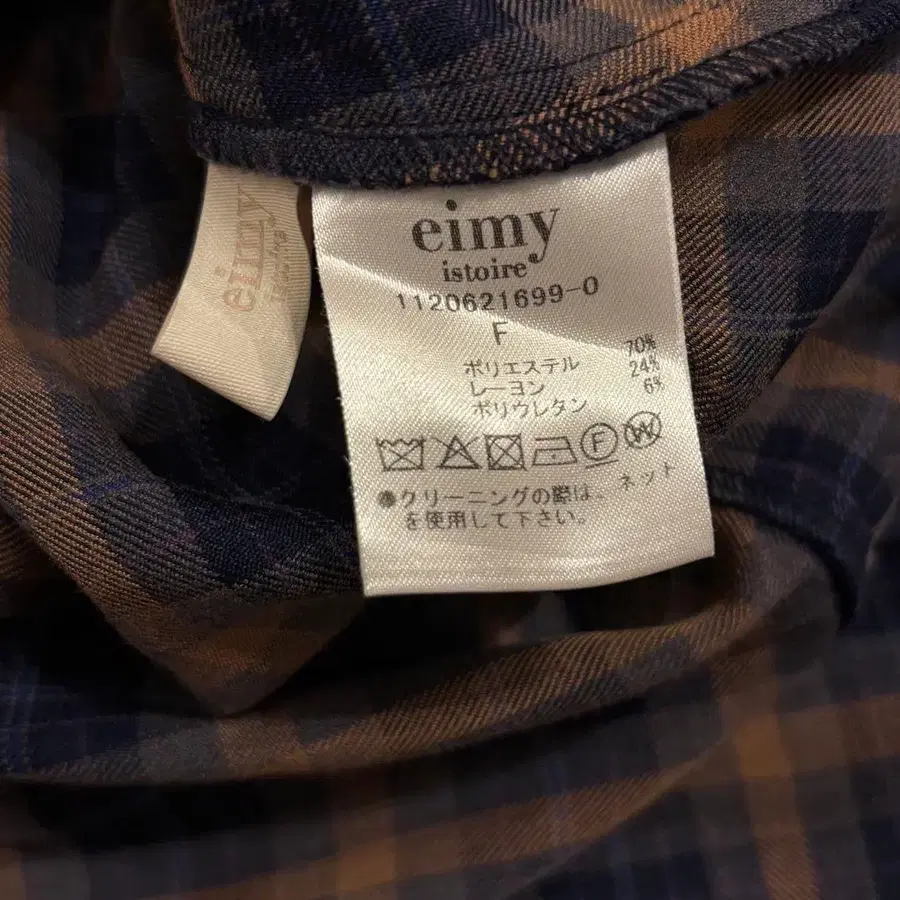 eimy
istoire
eimy
istoire
1120621699-0
F
ポリエステル 70%
レーヨン 24%
ポリウレタン 6%
F
W
●クリーニングの際は、ネット
を使用して下さい。